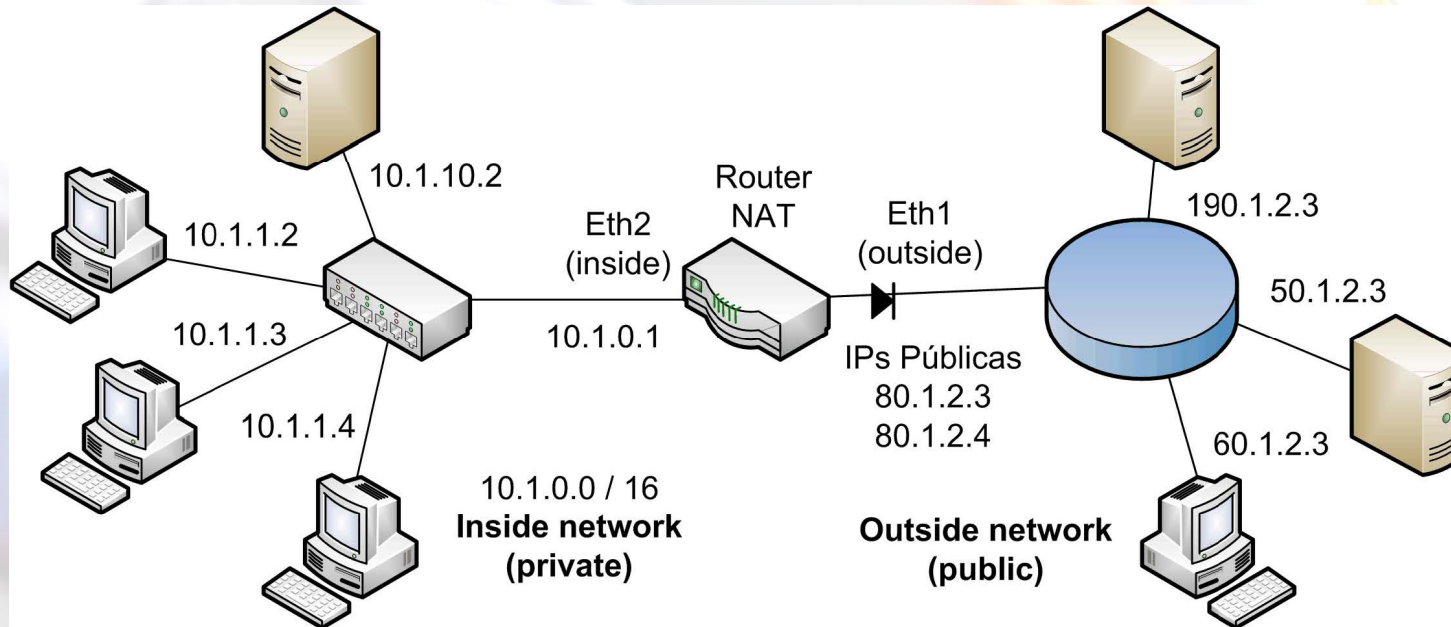 10.1.10.2
10.1.1.2
10.1.1.3
10.1.1.4
10.1.0.0 / 16
Inside network
(private)
Eth2
(inside)
10.1.0.1
Router
NAT
Eth1
(outside)
IPs Públicas
80.1.2.3
80.1.2.4
190.1.2.3
50.1.2.3
60.1.2.3
Outside network
(public)